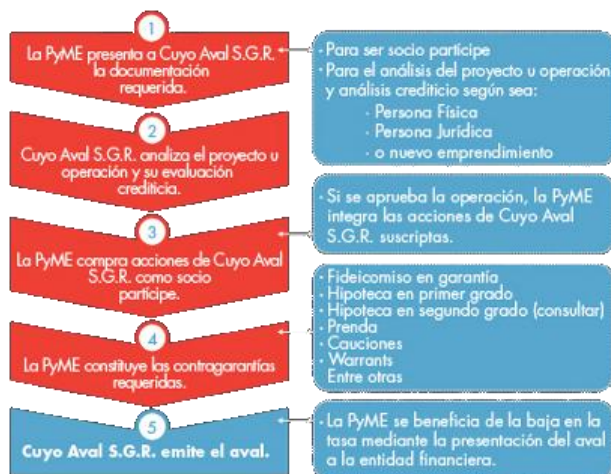 1
La PyME presenta a Cuyo Aval S.G.R.
la documentación
requerida.
· Para ser socio partícipe
· Para el análisis del proyecto u operación
y análisis crediticio según sea:
· Persona Física
· Persona Jurídica
· o nuevo emprendimiento
2
Cuyo Aval S.G.R. analiza el proyecto u
operación y su evaluación
crediticia.
3
La PyME compra acciones de Cuyo Aval
S.G.R. como socio
partícipe.
· Si se aprueba la operación, la PyME
integra las acciones de Cuyo Aval
S.G.R. suscriptas.
4
La PyME constituye las contragarantías
requeridas.
· Fideicomiso en garantía
· Hipoteca en primer grado
· Hipoteca en segundo grado (consultar)
· Prenda
· Cauciones
· Warrants
Entre otras
5
Cuyo Aval S.G.R. emite el aval.
· La PyME se beneficia de la baja en la
tasa mediante la presentación del aval
a la entidad financiera.